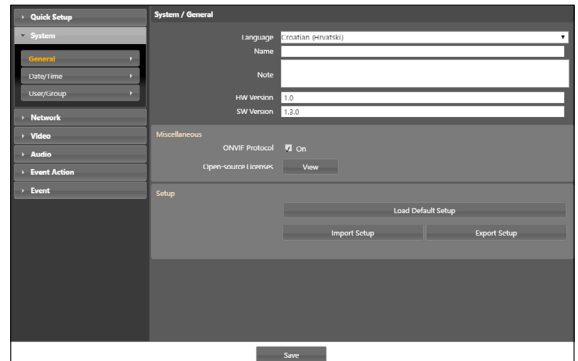 Quick Setup
System
General
Date/Time
User/Group
Network
Video
Audio
Event Action
Event
System / General
Language Croatian (Hrvatski)
Name
Note
HW Version 1.0
SW Version 1.3.0
Miscellaneous
ONVIF Protocol On
Open-source Licenses View
Setup
Load Default Setup
Import Setup Export Setup
Save